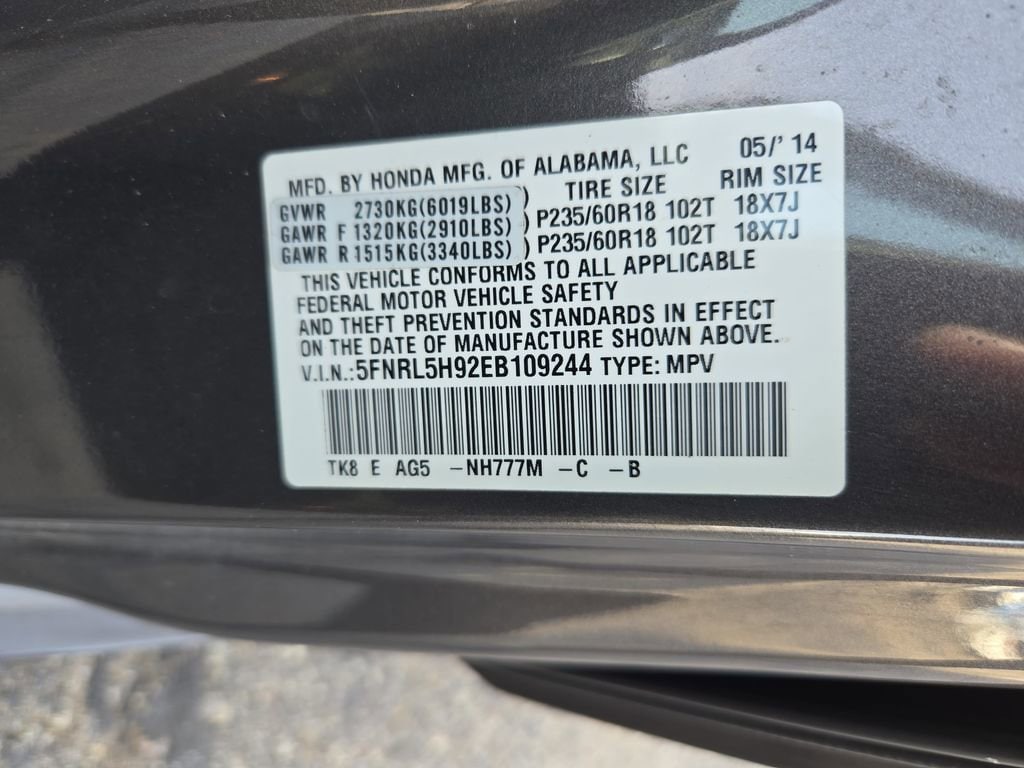 MFD. BY HONDA MFG. OF ALABAMA, LLC 05/' 14
TIRE SIZE RIM SIZE
GVWR 2730KG(6019LBS)
GAWR F 1320KG(2910LBS) ) P235/60R18 102T 18X7J
GAWR R 1515KG(3340LBS) ) P235/60R18 102T 18X7J
THIS VEHICLE CONFORMS TO ALL APPLICABLE
FEDERAL MOTOR VEHICLE SAFETY
AND THEFT PREVENTION STANDARDS IN EFFECT
ON THE DATE OF MANUFACTURE SHOWN ABOVE.
V.I.N.:5FNRL5H92EB109244 TYPE: MPV
TK8 E AG5 -NH777M -C -B